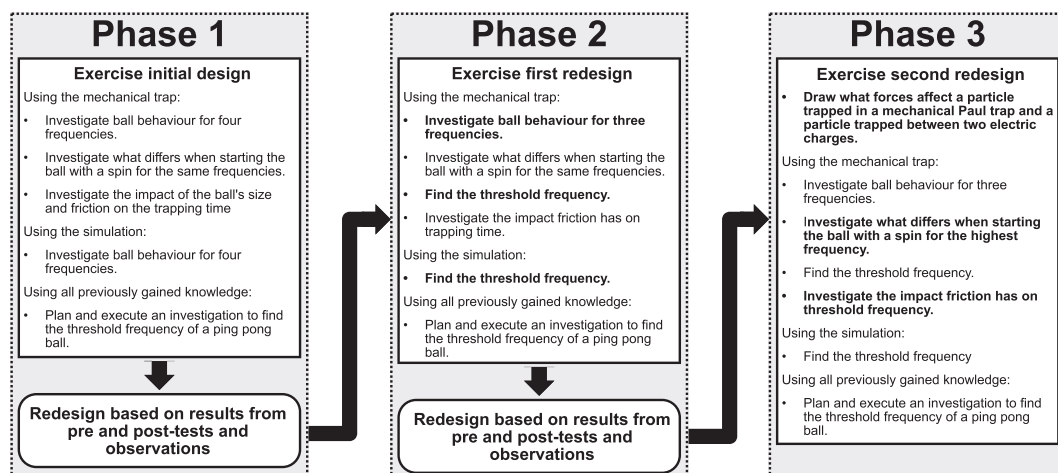 Phase 1
Exercise initial design
Using the mechanical trap:
• Investigate ball behaviour for four
frequencies.
• Investigate what differs when starting the
ball with a spin for the same frequencies.
• Investigate the impact of the ball's size
and friction on the trapping time
Using the simulation:
• Investigate ball behaviour for four
frequencies.
Using all previously gained knowledge:
• Plan and execute an investigation to find
the threshold frequency of a ping pong
ball.
Redesign based on results from
pre and post-tests and
observations
Phase 2
Exercise first redesign
Using the mechanical trap:
• Investigate ball behaviour for three
frequencies.
• Investigate what differs when starting the
ball with a spin for the same frequencies.
• Find the threshold frequency.
• Investigate the impact friction has on
trapping time.
Using the simulation:
• Find the threshold frequency.
Using all previously gained knowledge:
• Plan and execute an investigation to find
the threshold frequency of a ping pong
ball.
Redesign based on results from
pre and post-tests and
observations
Phase 3
Exercise second redesign
• Draw what forces affect a particle
trapped in a mechanical Paul trap and a
particle trapped between two electric
charges.
Using the mechanical trap:
• Investigate ball behaviour for three
frequencies.
• Investigate what differs when starting
the ball with a spin for the highest
frequency.
• Find the threshold frequency.
• Investigate the impact friction has on
threshold frequency.
Using the simulation:
• Find the threshold frequency
Using all previously gained knowledge:
• Plan and execute an investigation to find
the threshold frequency of a ping pong
ball.